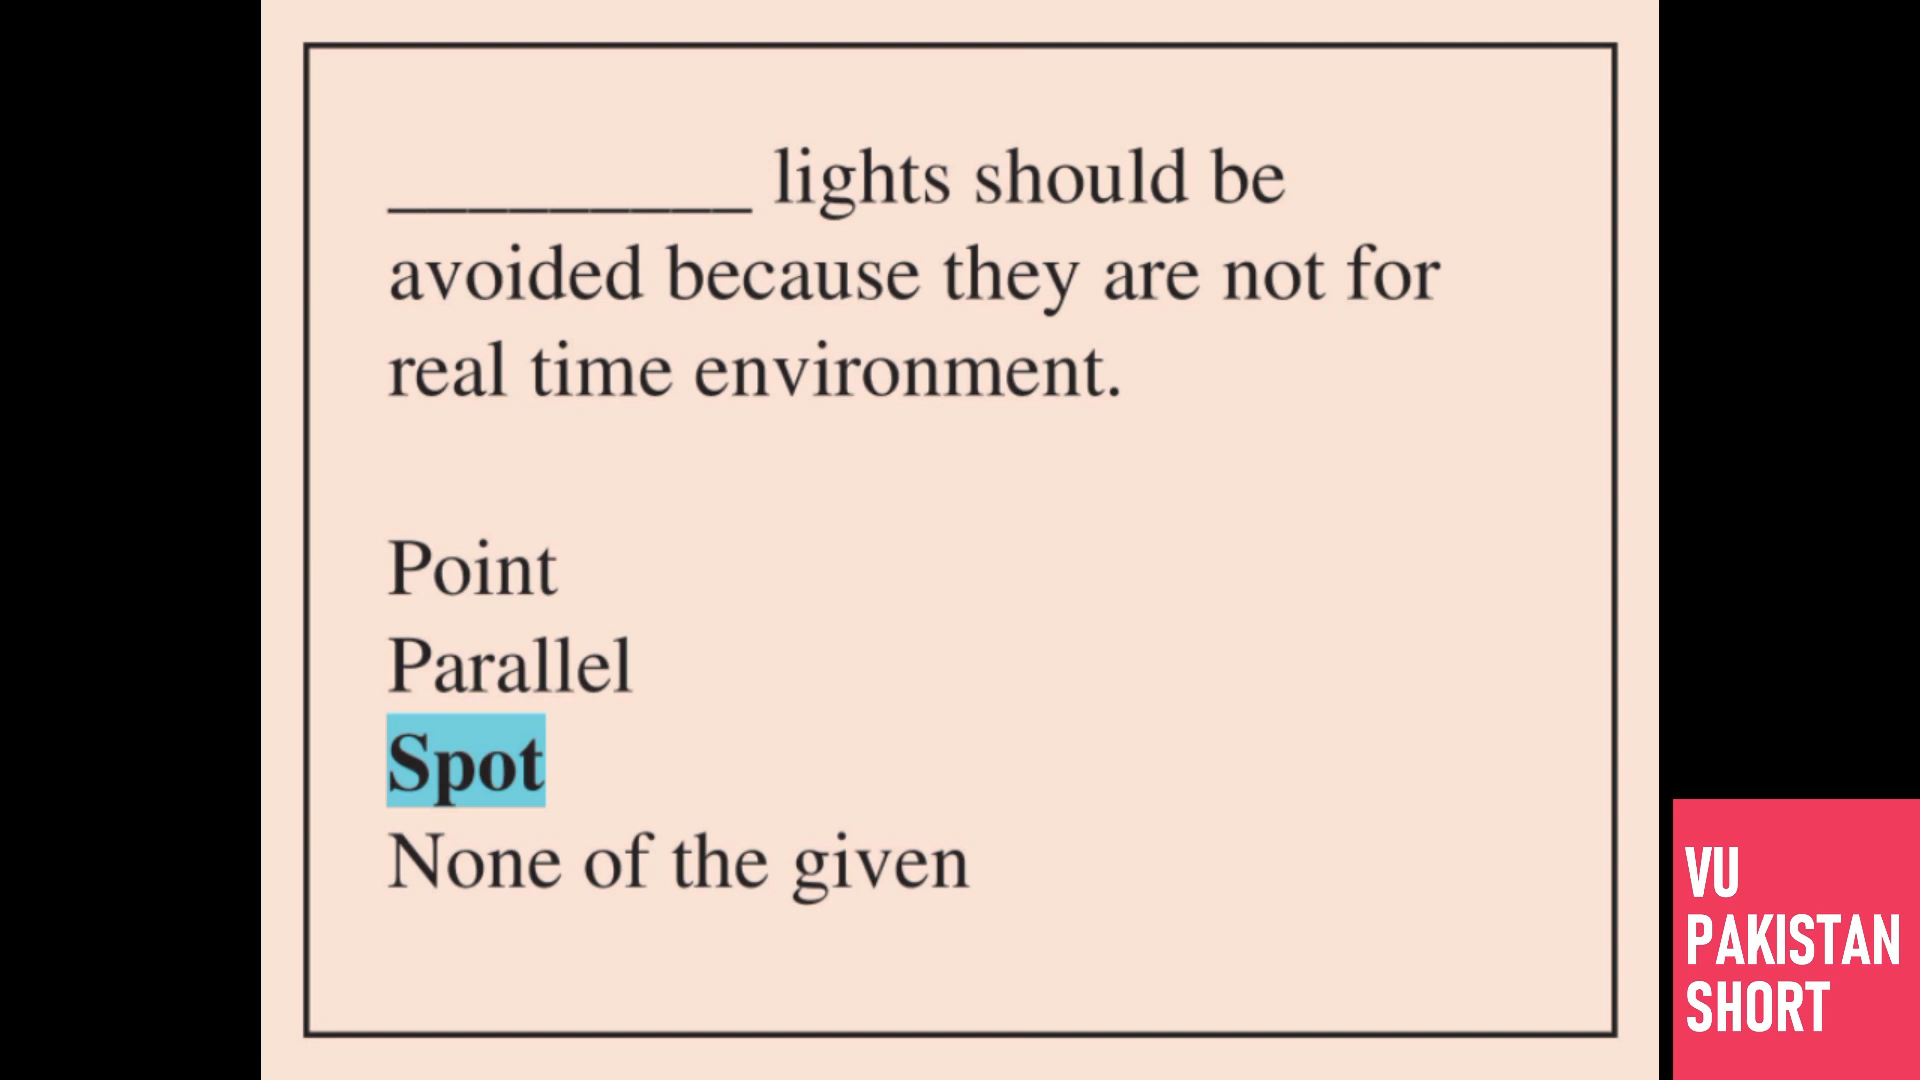 _________ lights should be
avoided because they are not for
real time environment.
Point
Parallel
Spot
None of the given
VU
PAKISTAN
SHORT